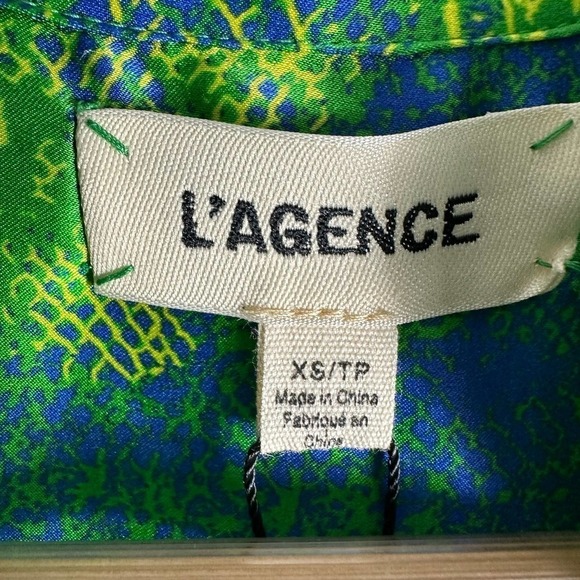 L'AGENCE
XS/TP
Made in China
Fabriqué en
Chine